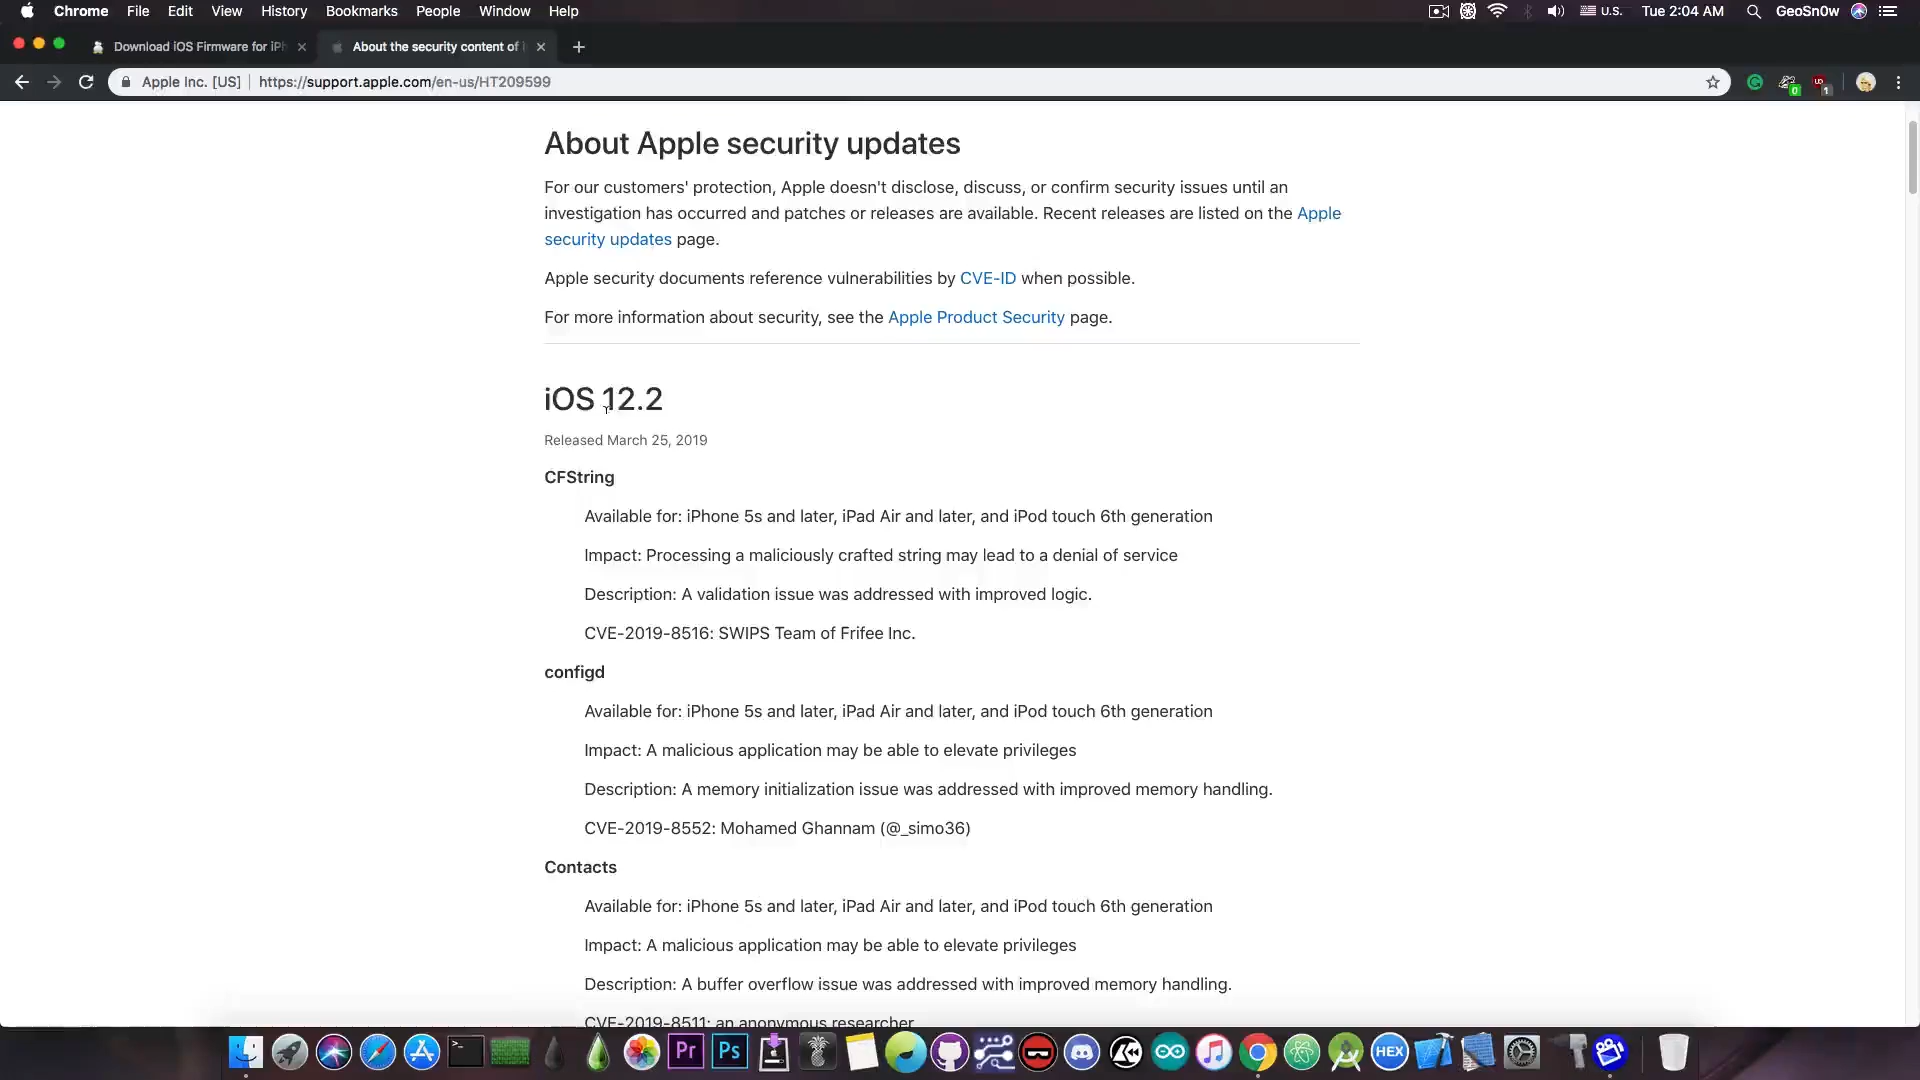 Chrome File Edit View History Bookmarks People Window Help U.S. Tue 2:04 AM GeoSn0w
Download iOS Firmware for iPh About the security content of i
Apple Inc. [US] https://support.apple.com/en-us/HT209599
About Apple security updates
For our customers' protection, Apple doesn't disclose, discuss, or confirm security issues until an
investigation has occurred and patches or releases are available. Recent releases are listed on the Apple
security updates page.
Apple security documents reference vulnerabilities by CVE-ID when possible.
For more information about security, see the Apple Product Security page.
iOS 12.2
Released March 25, 2019
CFString
Available for: iPhone 5s and later, iPad Air and later, and iPod touch 6th generation
Impact: Processing a maliciously crafted string may lead to a denial of service
Description: A validation issue was addressed with improved logic.
CVE-2019-8516: SWIPS Team of Frifee Inc.
configd
Available for: iPhone 5s and later, iPad Air and later, and iPod touch 6th generation
Impact: A malicious application may be able to elevate privileges
Description: A memory initialization issue was addressed with improved memory handling.
CVE-2019-8552: Mohamed Ghannam (@_simo36)
Contacts
Available for: iPhone 5s and later, iPad Air and later, and iPod touch 6th generation
Impact: A malicious application may be able to elevate privileges
Description: A buffer overflow issue was addressed with improved memory handling.
CVE-2019-8511: an anonymous researcher
Pr Ps HEX